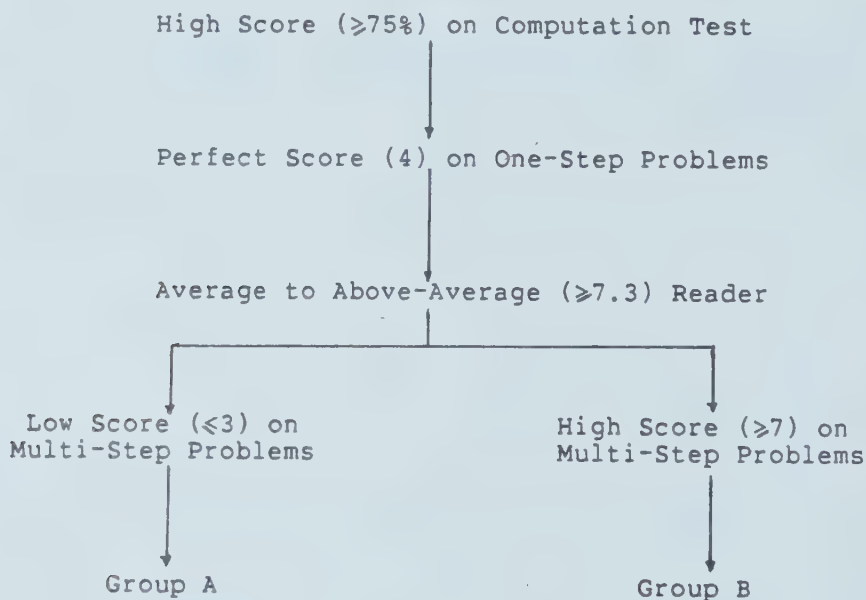 High Score (⩾75%) on Computation Test
Perfect Score (4) on One-Step Problems
Average to Above-Average (⩾7.3) Reader
Low Score (⩽3) on
Multi-Step Problems
High Score (⩾7) on
Multi-Step Problems
Group A
Group B